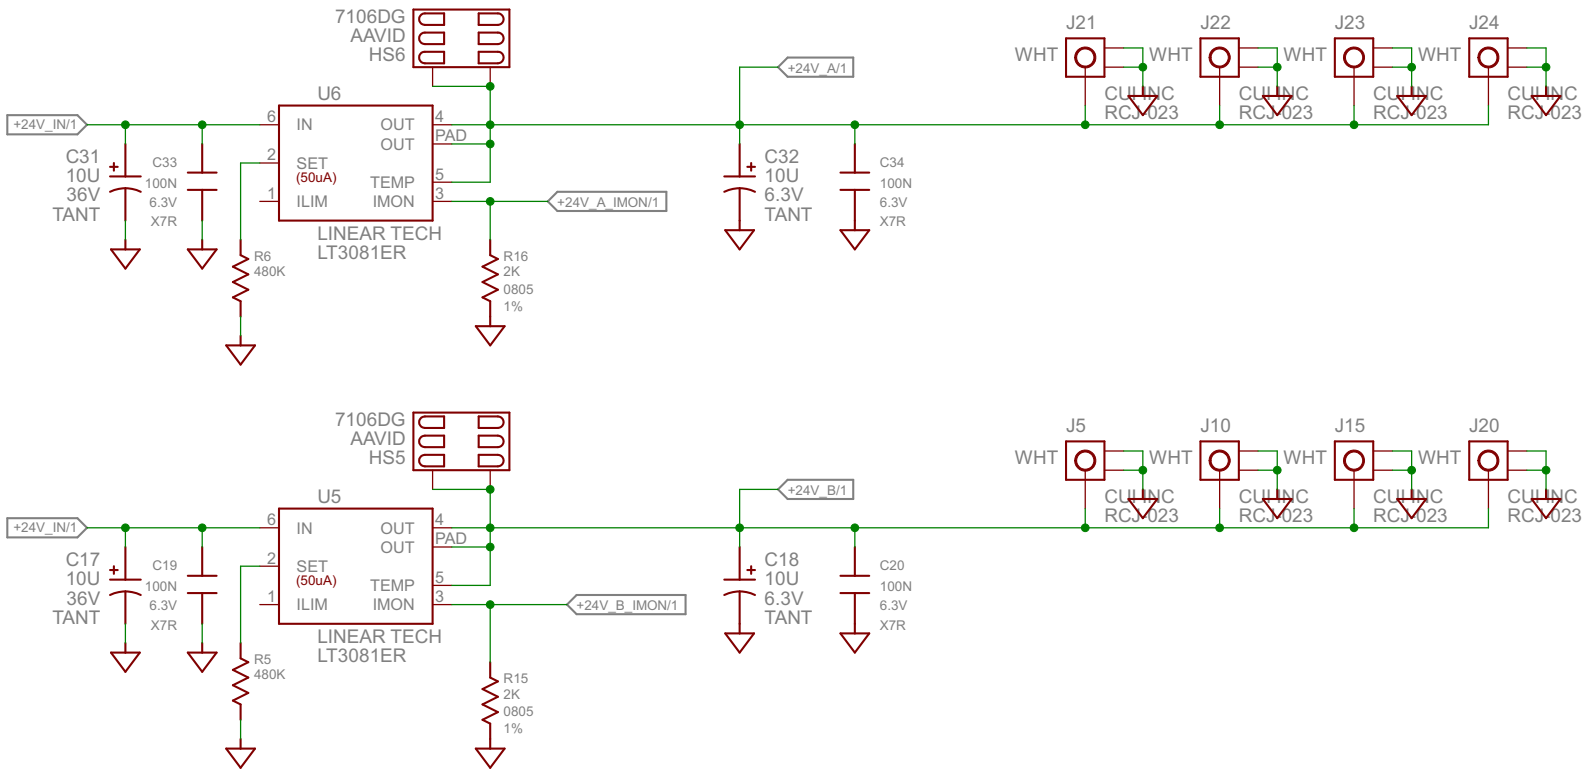 7106DG
AAVID
HS6
+24V_A/1
J21
WHT
CUI INC
RCJ-023
J22
WHT
CUI INC
RCJ-023
J23
WHT
CUI INC
RCJ-023
J24
WHT
CUI INC
RCJ-023
+24V_IN/1
U6
6
IN
OUT
4
PAD
OUT
2
SET
(50uA)
TEMP
5
1
ILIM
IMON
3
LINEAR TECH
LT3081ER
+24V_A_IMON/1
C31
10U
36V
TANT
C33
100N
6.3V
X7R
R6
480K
R16
2K
0805
1%
C32
10U
6.3V
TANT
C34
100N
6.3V
X7R
7106DG
AAVID
HS5
+24V_B/1
J5
WHT
CUI INC
RCJ-023
J10
WHT
CUI INC
RCJ-023
J15
WHT
CUI INC
RCJ-023
J20
WHT
CUI INC
RCJ-023
+24V_IN/1
U5
6
IN
OUT
4
PAD
OUT
2
SET
(50uA)
TEMP
5
1
ILIM
IMON
3
LINEAR TECH
LT3081ER
+24V_B_IMON/1
C17
10U
36V
TANT
C19
100N
6.3V
X7R
R5
480K
R15
2K
0805
1%
C18
10U
6.3V
TANT
C20
100N
6.3V
X7R